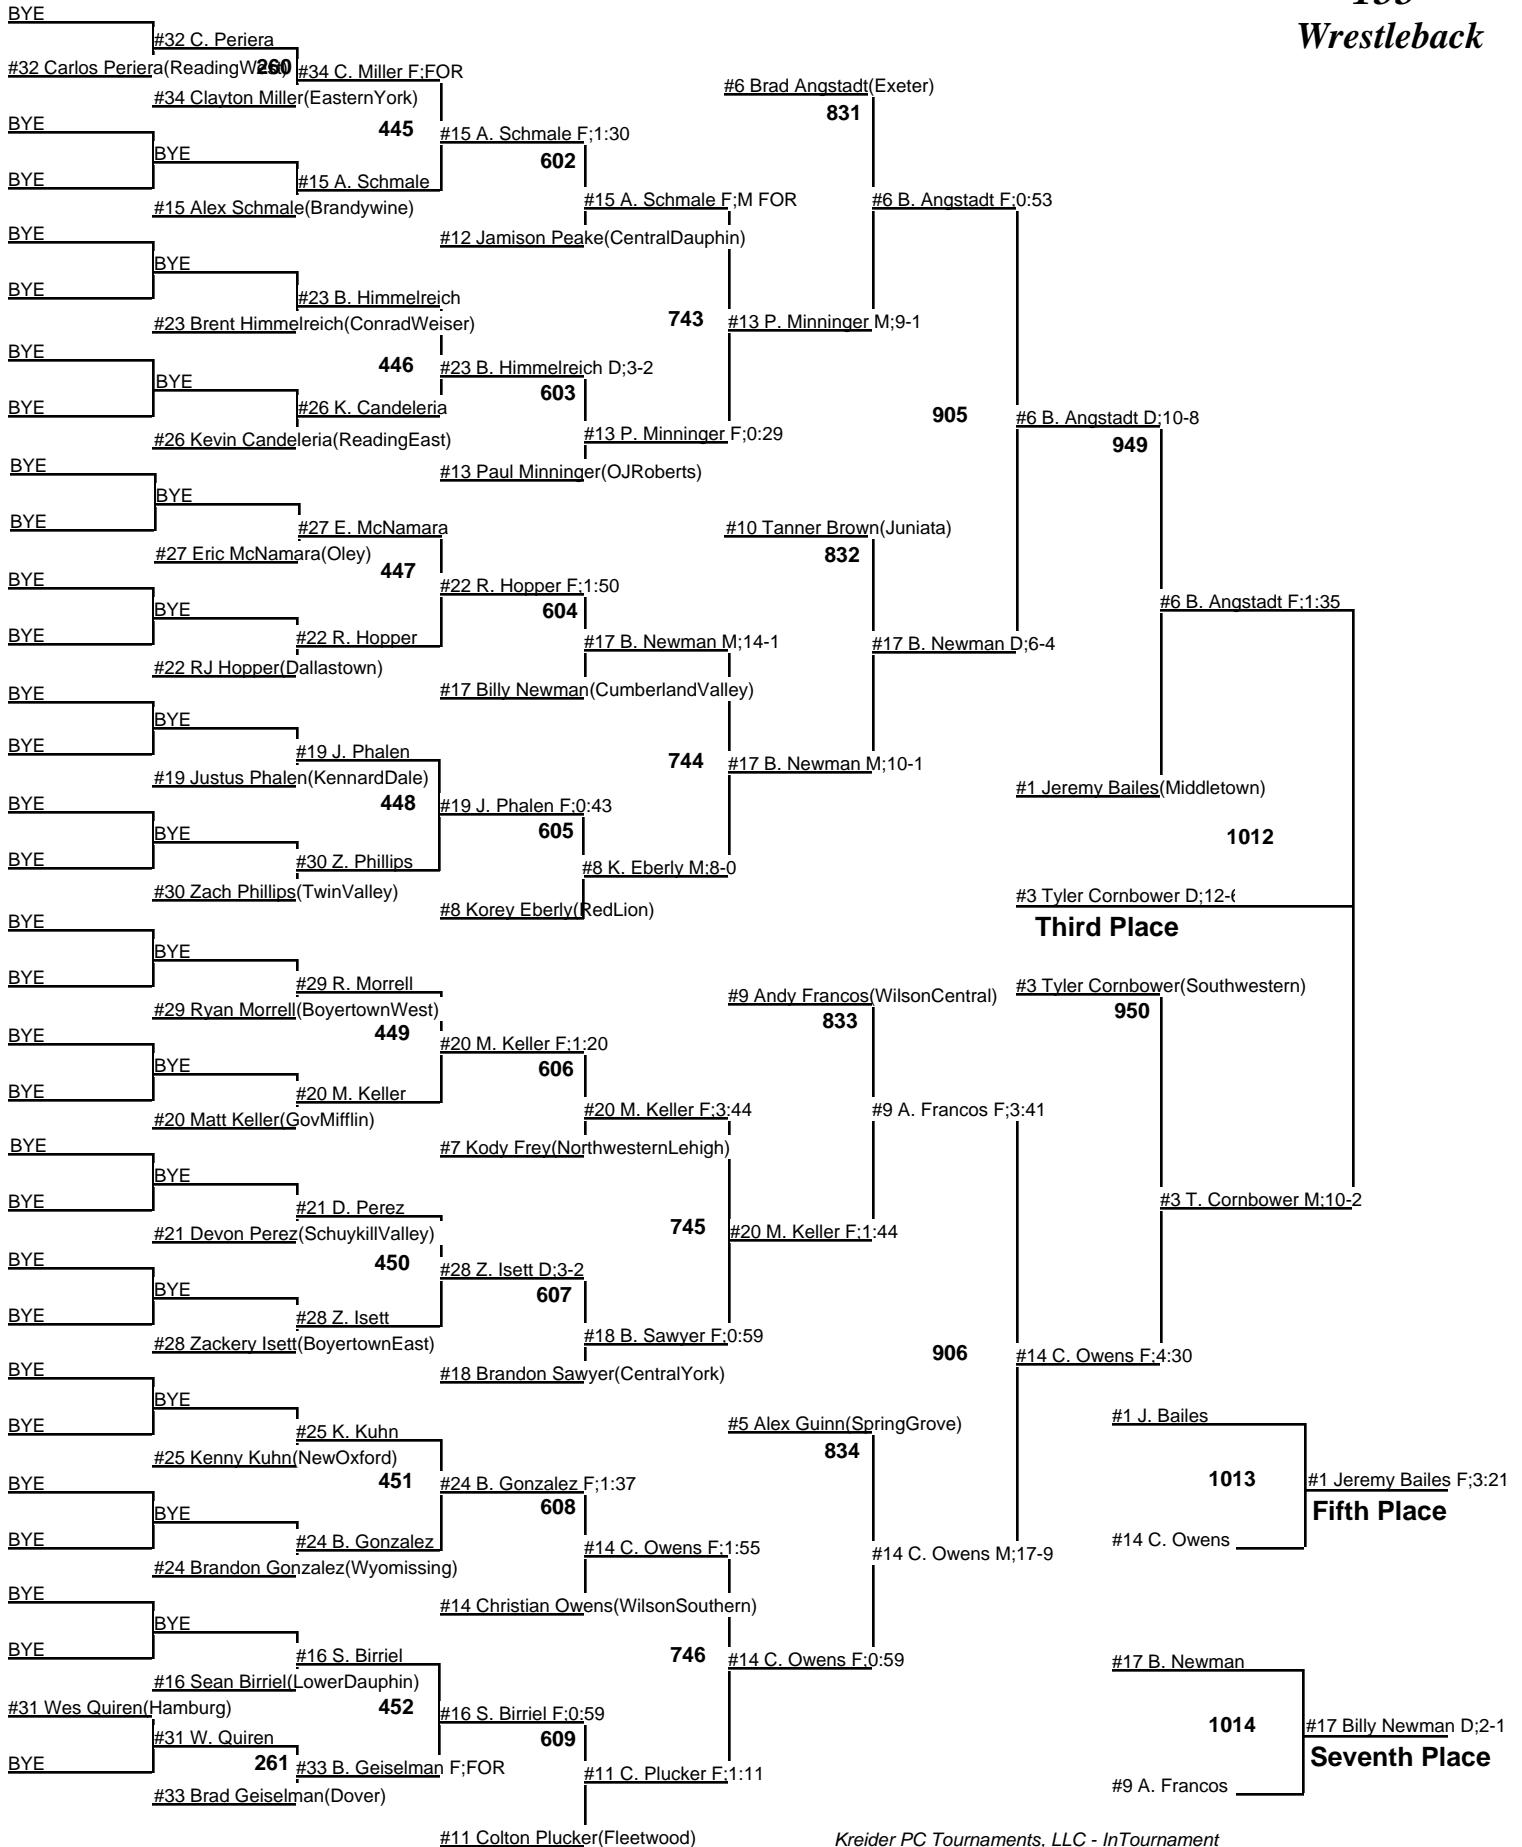 Wrestleback
BYE
#32 C. Periera
#32 Carlos Periera(ReadingWest)
260
#34 C. Miller F;FOR
#34 Clayton Miller(EasternYork)
#6 Brad Angstadt(Exeter)
831
BYE
445
#15 A. Schmale F;1:30
602
BYE
BYE
#15 A. Schmale
#15 Alex Schmale(Brandywine)
#15 A. Schmale F;M FOR
#6 B. Angstadt F;0:53
BYE
#12 Jamison Peake(CentralDauphin)
BYE
BYE
#23 B. Himmelreich
#23 Brent Himmelreich(ConradWeiser)
743
#13 P. Minninger M;9-1
BYE
446
#23 B. Himmelreich D;3-2
603
BYE
BYE
#26 K. Candeleria
#26 Kevin Candeleria(ReadingEast)
#13 P. Minninger F;0:29
905
#6 B. Angstadt D;10-8
949
BYE
#13 Paul Minninger(OJRoberts)
BYE
BYE
#27 E. McNamara
#27 Eric McNamara(Oley)
#10 Tanner Brown(Juniata)
832
447
BYE
#22 R. Hopper F;1:50
604
BYE
BYE
#22 R. Hopper
#22 RJ Hopper(Dallastown)
#17 B. Newman M;14-1
#17 B. Newman D;6-4
#6 B. Angstadt F;1:35
BYE
#17 Billy Newman(CumberlandValley)
BYE
BYE
#19 J. Phalen
#19 Justus Phalen(KennardDale)
744
#17 B. Newman M;10-1
#1 Jeremy Bailes(Middletown)
BYE
448
#19 J. Phalen F;0:43
605
1012
BYE
BYE
#30 Z. Phillips
#30 Zach Phillips(TwinValley)
#8 K. Eberly M;8-0
#3 Tyler Cornbower D;12-6
Third Place
BYE
#8 Korey Eberly(RedLion)
BYE
BYE
#29 R. Morrell
#29 Ryan Morrell(BoyertownWest)
#9 Andy Francos(WilsonCentral)
833
#3 Tyler Cornbower(Southwestern)
950
BYE
449
#20 M. Keller F;1:20
606
BYE
BYE
#20 M. Keller
#20 Matt Keller(GovMifflin)
#20 M. Keller F;3:44
#9 A. Francos F;3:41
BYE
#7 Kody Frey(NorthwesternLehigh)
BYE
BYE
#21 D. Perez
#21 Devon Perez(SchuykillValley)
745
#20 M. Keller F;1:44
#3 T. Cornbower M;10-2
BYE
450
#28 Z. Isett D;3-2
607
BYE
BYE
#28 Z. Isett
#28 Zackery Isett(BoyertownEast)
#18 B. Sawyer F;0:59
906
#14 C. Owens F;4:30
BYE
#18 Brandon Sawyer(CentralYork)
BYE
BYE
#25 K. Kuhn
#25 Kenny Kuhn(NewOxford)
#5 Alex Guinn(SpringGrove)
834
#1 J. Bailes
BYE
451
#24 B. Gonzalez F;1:37
608
1013
#1 Jeremy Bailes F;3:21
Fifth Place
BYE
BYE
#24 B. Gonzalez
#24 Brandon Gonzalez(Wyomissing)
#14 C. Owens F;1:55
#14 C. Owens M;17-9
#14 C. Owens
BYE
#14 Christian Owens(WilsonSouthern)
BYE
BYE
#16 S. Birriel
#16 Sean Birriel(LowerDauphin)
746
#14 C. Owens F;0:59
#17 B. Newman
#31 Wes Quiren(Hamburg)
452
#16 S. Birriel F;0:59
609
1014
#17 Billy Newman D;2-1
Seventh Place
#31 W. Quiren
BYE
261
#33 B. Geiselman F;FOR
#33 Brad Geiselman(Dover)
#11 C. Plucker F;1:11
#9 A. Francos
#11 Colton Plucker(Fleetwood)
Kreider PC Tournaments, LLC - InTournament